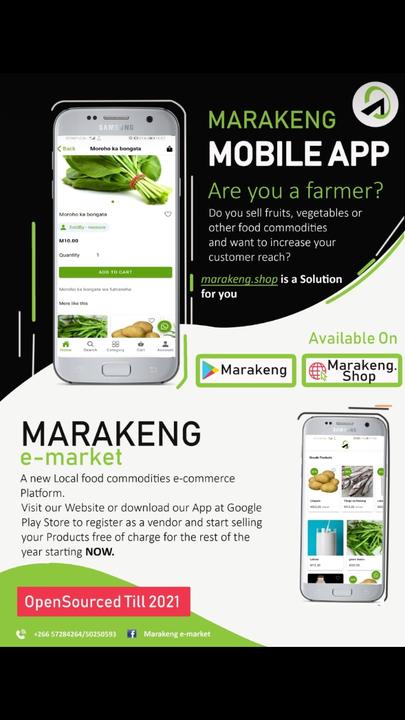 MARAKENG
MOBILE APP
Are you a farmer?
Do you sell fruits, vegetables or
other food commodities
and want to increase your
customer reach?
marakeng.shop is a Solution
for you
SAMSUNG
Back
Moroho ka bongata
Moroho ka bongata
M10.00
Quantity 1
ADD TO CART
More like this
Home Search Category Cart Account
Available On
Marakeng
Marakeng.
Shop
MARAKENG
e-market
A new Local food commodities e-commerce
Platform.
Visit our Website or download our App at Google
Play Store to register as a vendor and start selling
your Products free of charge for the rest of the
year starting NOW.
OpenSourced Till 2021
+266 57284264/50250593
Marakeng e-market